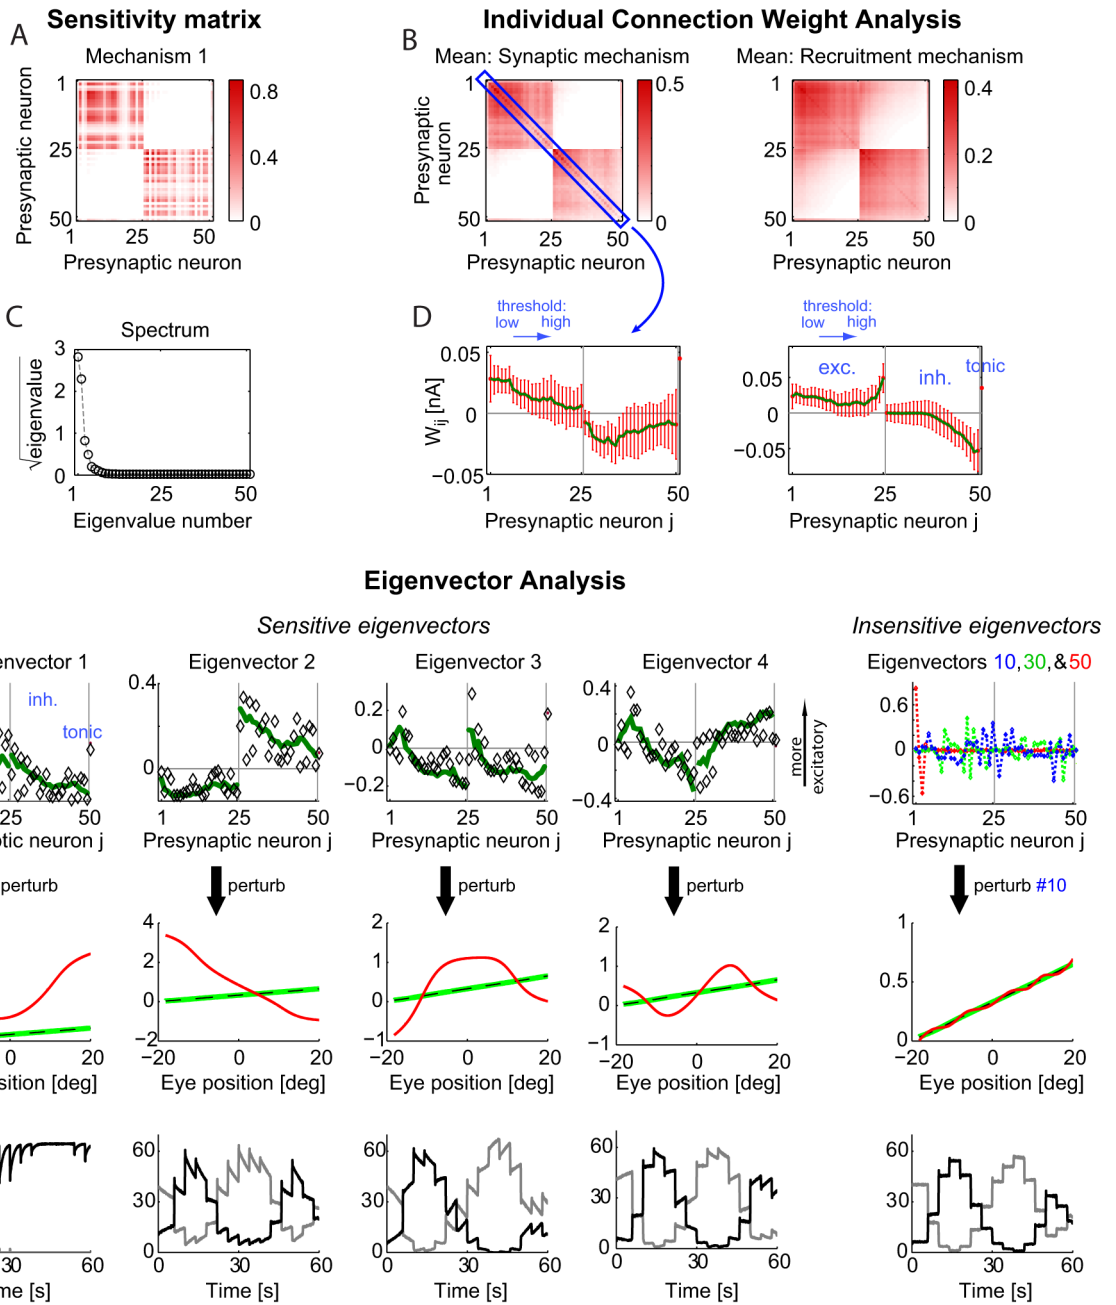 Sensitivity matrix
Individual Connection Weight Analysis
A
Mechanism 1
1
25
50
Presynaptic neuron
1
25
50
Presynaptic neuron
0.8
0.4
0
B
Mean: Synaptic mechanism
1
25
50
Presynaptic
neuron
1
25
50
Presynaptic neuron
0.5
0
Mean: Recruitment mechanism
1
25
50
1
25
50
Presynaptic neuron
0.4
0.2
0
C
Spectrum
√eigenvalue
3
2
1
0
1
25
50
Eigenvalue number
D
threshold:
low high
0.05
0
−0.05
Wij [nA]
1
25
50
Presynaptic neuron j
threshold:
low high
exc.
inh.
tonic
0.05
0
−0.05
1
25
50
Presynaptic neuron j
Eigenvector Analysis
Sensitive eigenvectors
Insensitive eigenvectors
envector 1
inh.
tonic
25
50
ptic neuron j
Eigenvector 2
0.4
0
1
25
50
Presynaptic neuron j
Eigenvector 3
0.2
0
−0.2
1
25
50
Presynaptic neuron j
Eigenvector 4
0.4
0
−0.4
1
25
50
Presynaptic neuron j
more
excitatory
Eigenvectors 10,30,&50
0.6
0
−0.6
1
25
50
Presynaptic neuron j
perturb
perturb
perturb
perturb
perturb #10
0
20
sition [deg]
4
2
0
−2
−20
0
20
Eye position [deg]
2
1
0
−1
−20
0
20
Eye position [deg]
2
1
0
−1
−20
0
20
Eye position [deg]
1
0.5
0
−20
0
20
Eye position [deg]
30
60
me [s]
60
30
0
0
30
60
Time [s]
60
30
0
0
30
60
Time [s]
60
30
0
0
30
60
Time [s]
60
30
0
0
30
60
Time [s]